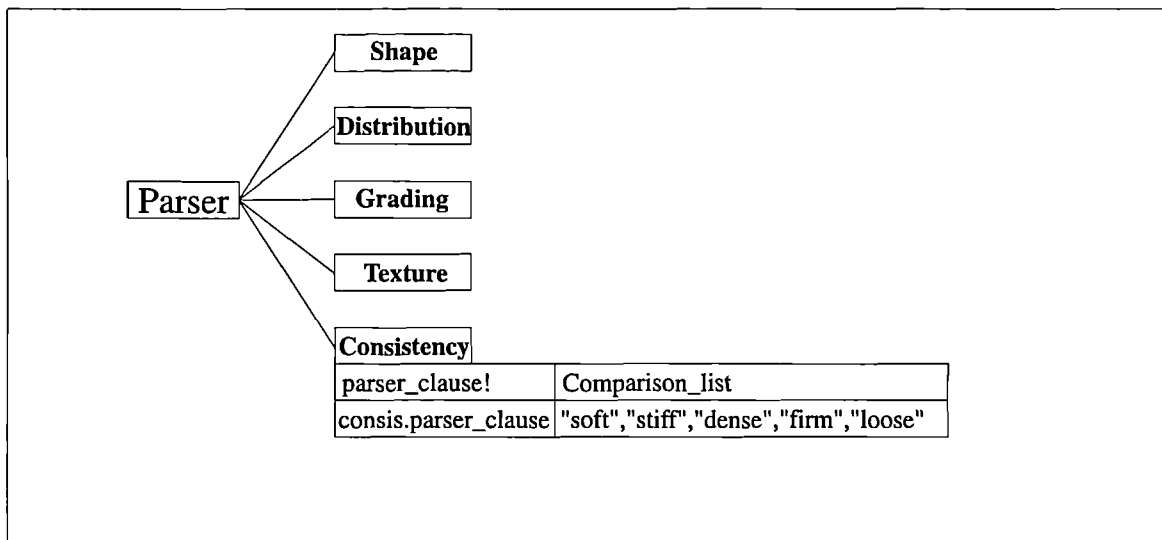 Shape
Distribution
Parser
Grading
Texture
Consistency
parser_clause! Comparison_list
consis.parser_clause "soft","stiff","dense","firm","loose"